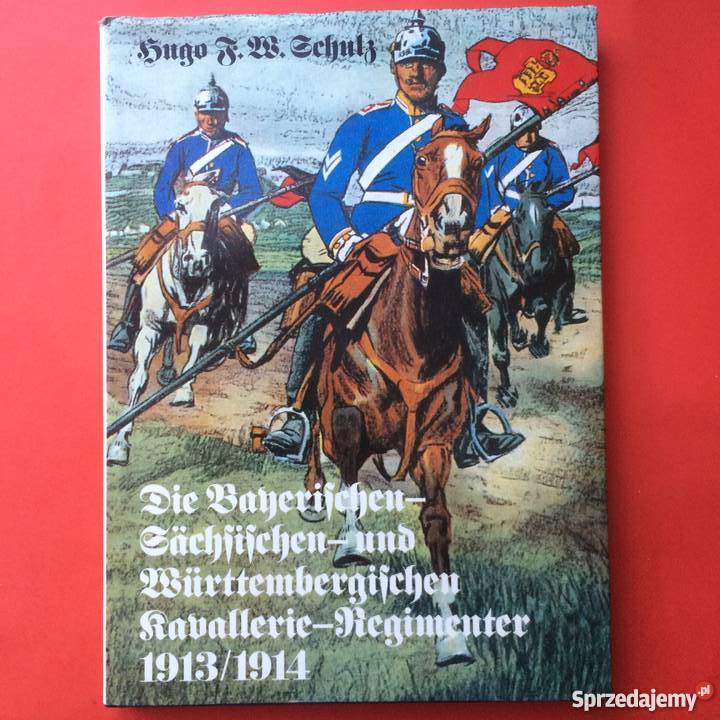 Hugo F. W. Schulz
Die Bayerischen-
Sächsischen- und
Württembergischen
Kavallerie-Regimenter
1913/1914
Sprzedajemy.pl